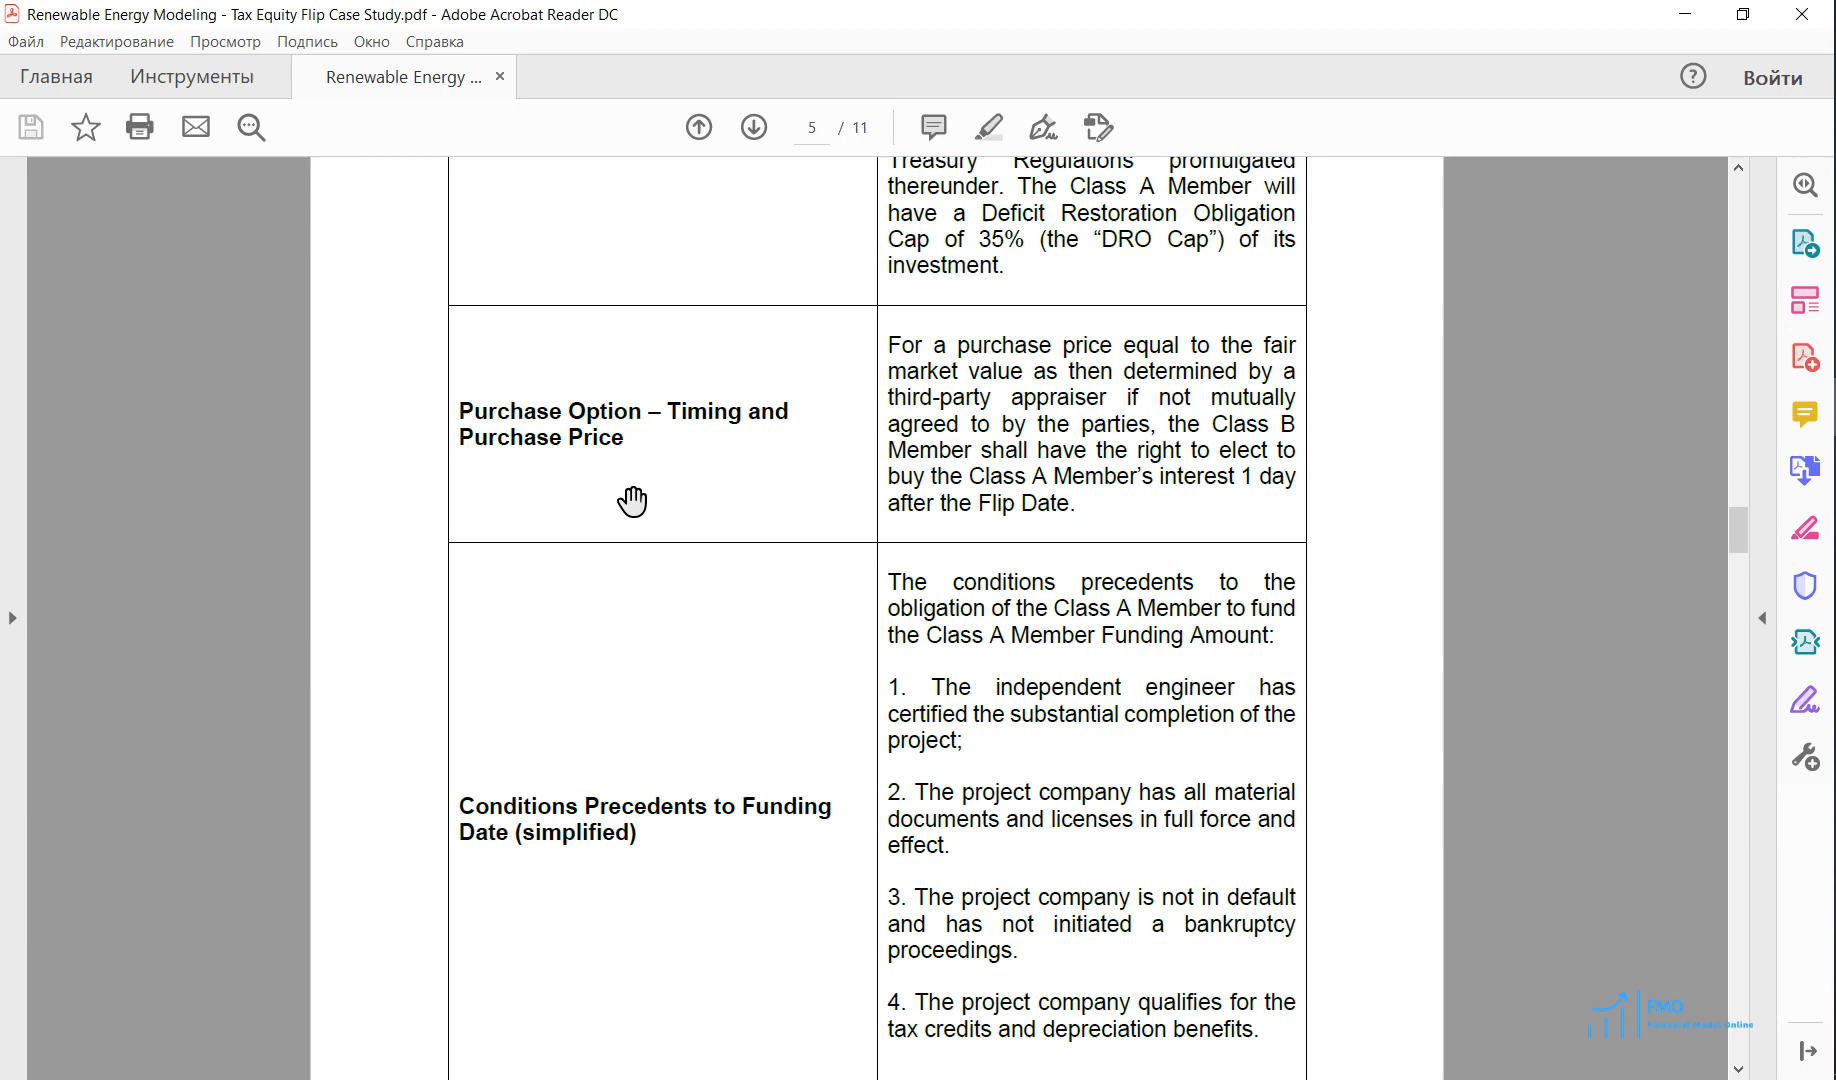 Renewable Energy Modeling - Tax Equity Flip Case Study.pdf - Adobe Acrobat Reader DC
Файл Редактирование Просмотр Подпись Окно Справка
Главная Инструменты Renewable Energy ... Войти
5 / 11
Treasury Regulations promulgated
thereunder. The Class A Member will
have a Deficit Restoration Obligation
Cap of 35% (the “DRO Cap”) of its
investment.
Purchase Option – Timing and
Purchase Price
For a purchase price equal to the fair
market value as then determined by a
third-party appraiser if not mutually
agreed to by the parties, the Class B
Member shall have the right to elect to
buy the Class A Member’s interest 1 day
after the Flip Date.
Conditions Precedents to Funding
Date (simplified)
The conditions precedents to the
obligation of the Class A Member to fund
the Class A Member Funding Amount:
1. The independent engineer has
certified the substantial completion of the
project;
2. The project company has all material
documents and licenses in full force and
effect.
3. The project company is not in default
and has not initiated a bankruptcy
proceedings.
4. The project company qualifies for the
tax credits and depreciation benefits.
FMO
Financial Model Online